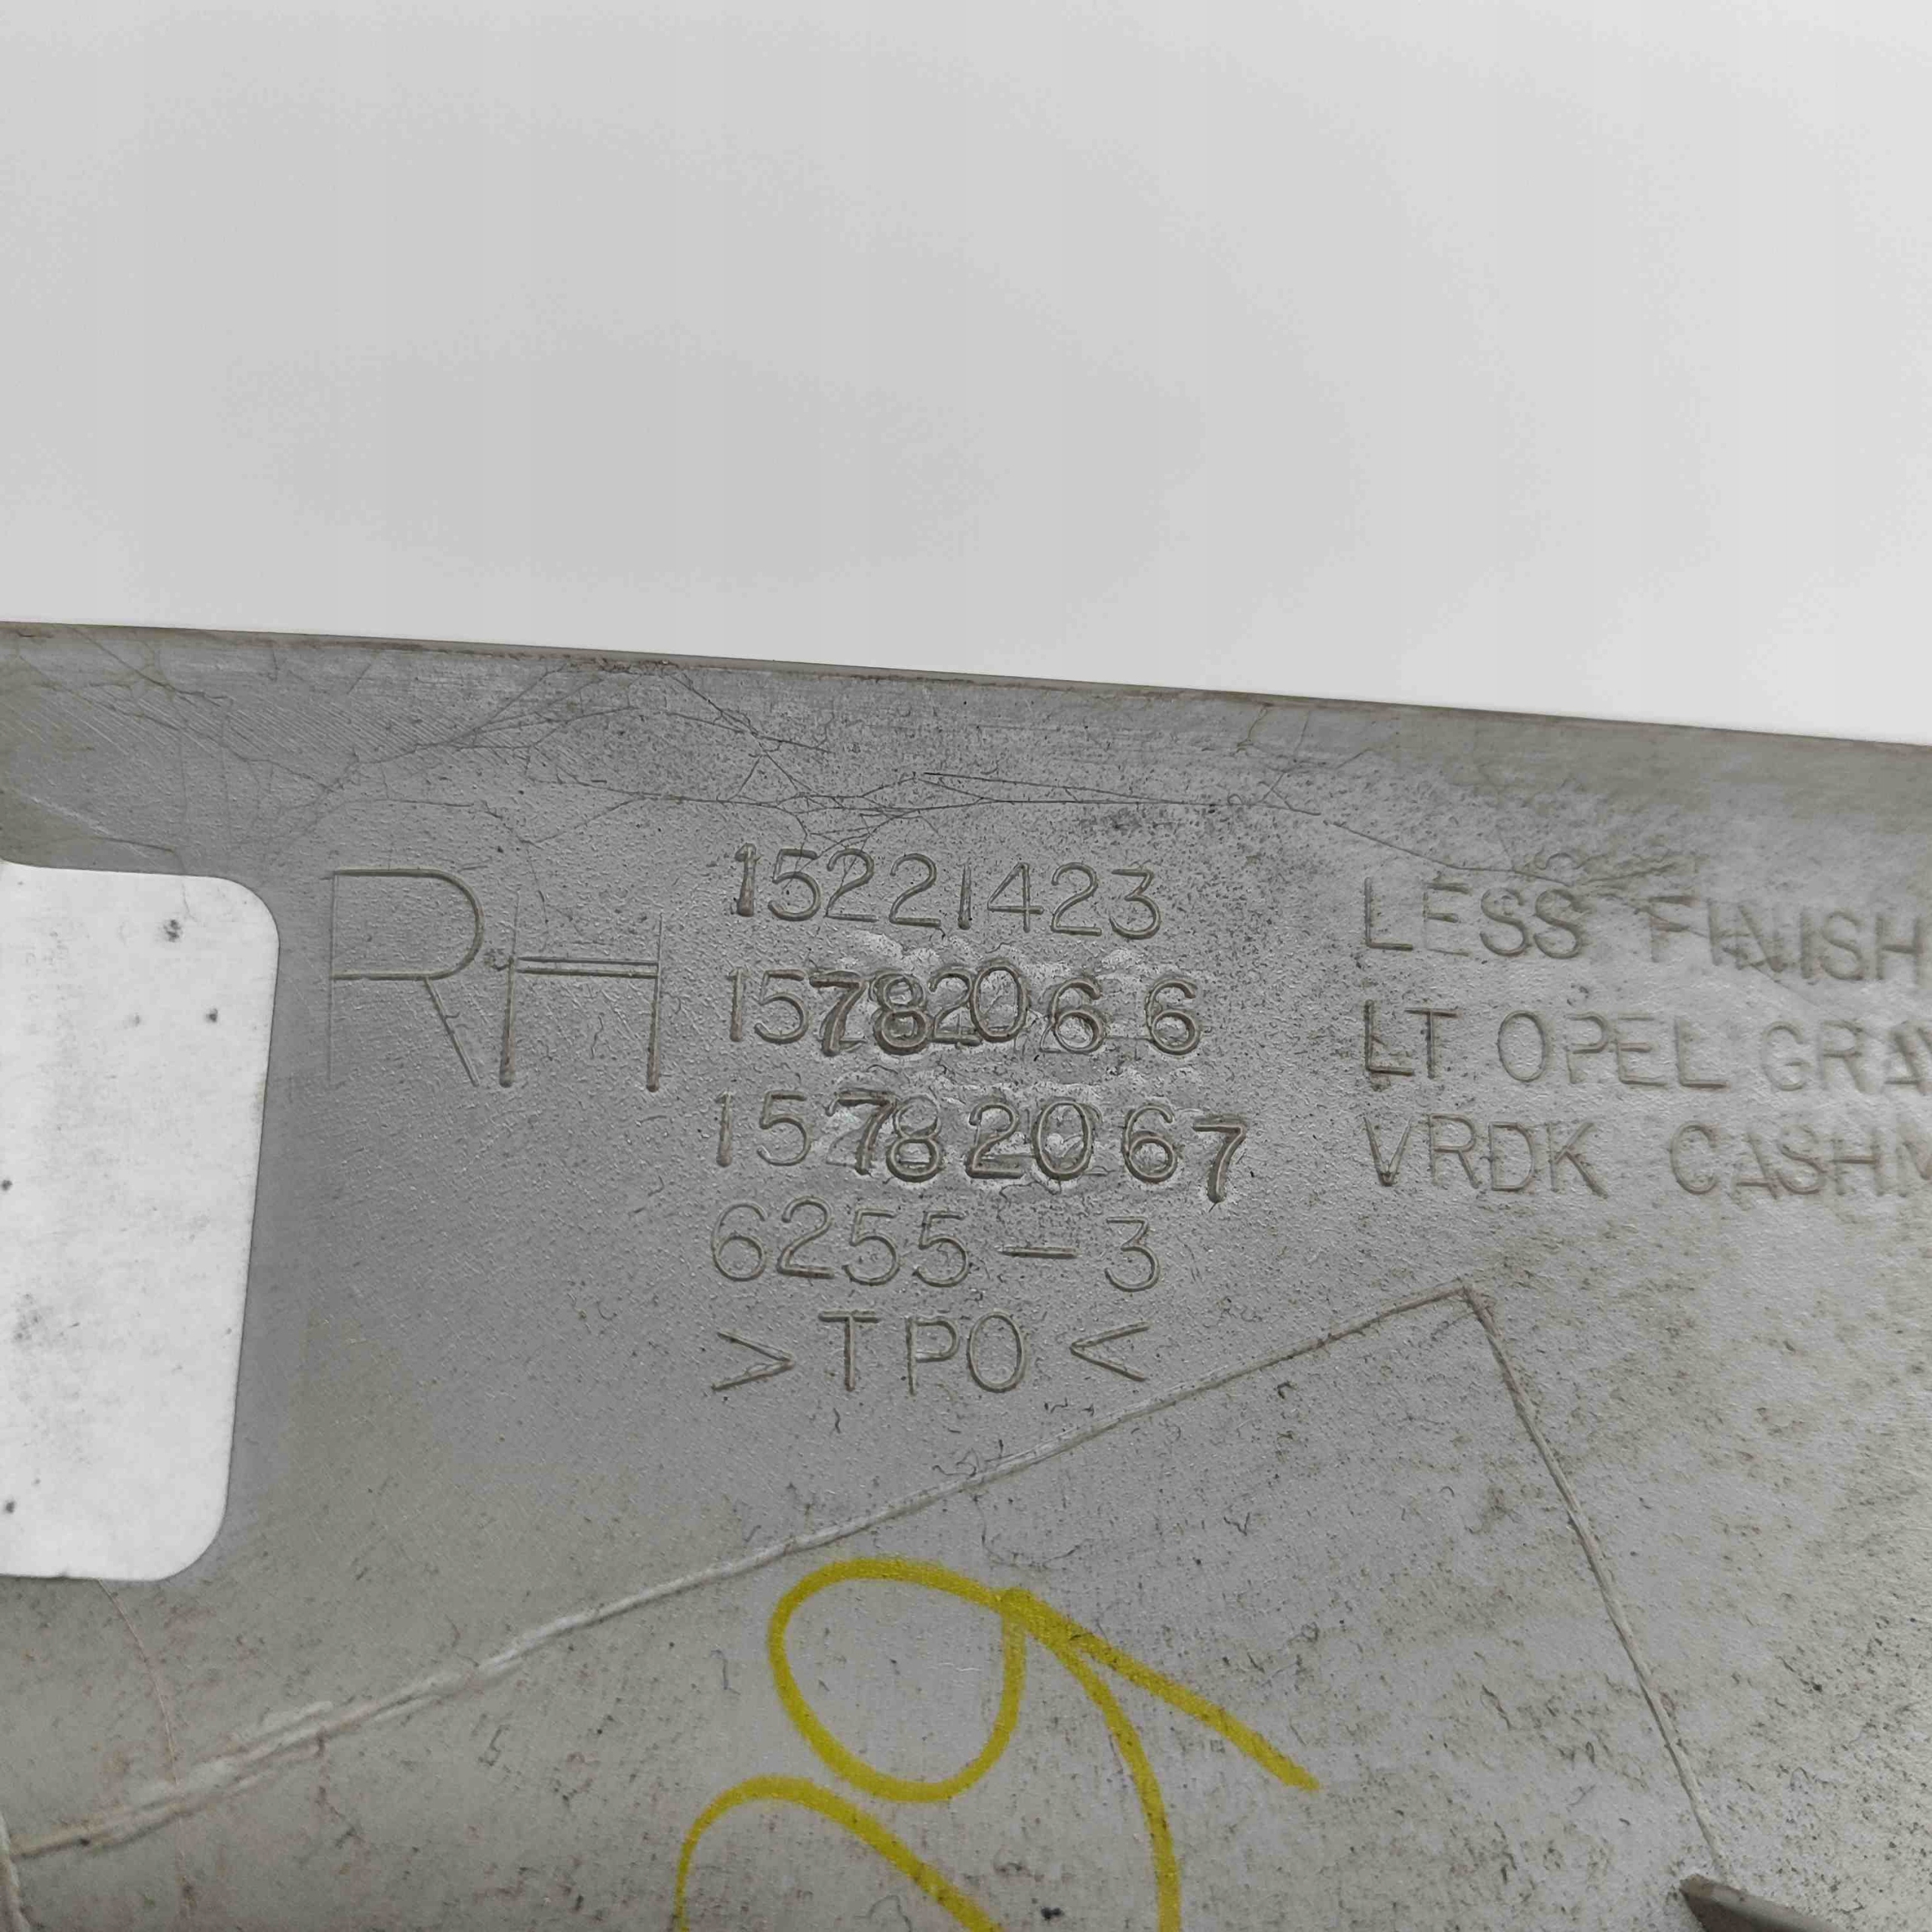 RH
15221423 LESS FINISH
15782066 LT OPEL GRA
15782067 VRDK CASHM
6255-3
>TPO<